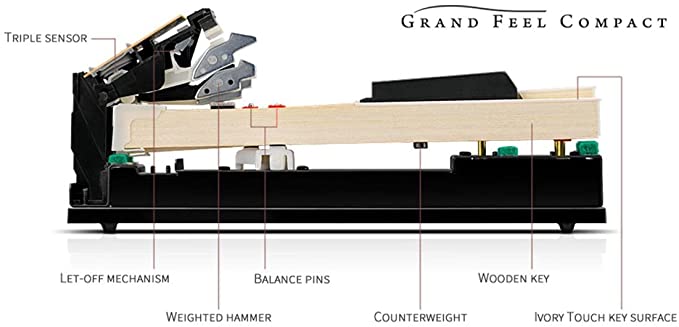 GRAND FEEL COMPACT
TRIPLE SENSOR
LET-OFF MECHANISM
BALANCE PINS
WOODEN KEY
WEIGHTED HAMMER
COUNTERWEIGHT
IVORY TOUCH KEY SURFACE